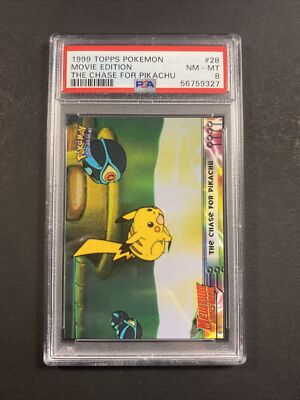 1999 TOPPS POKEMON #28
MOVIE EDITION NM - MT
THE CHASE FOR PIKACHU 8
PSA 56759327
POKéMON
THE CHASE FOR PIKACHU